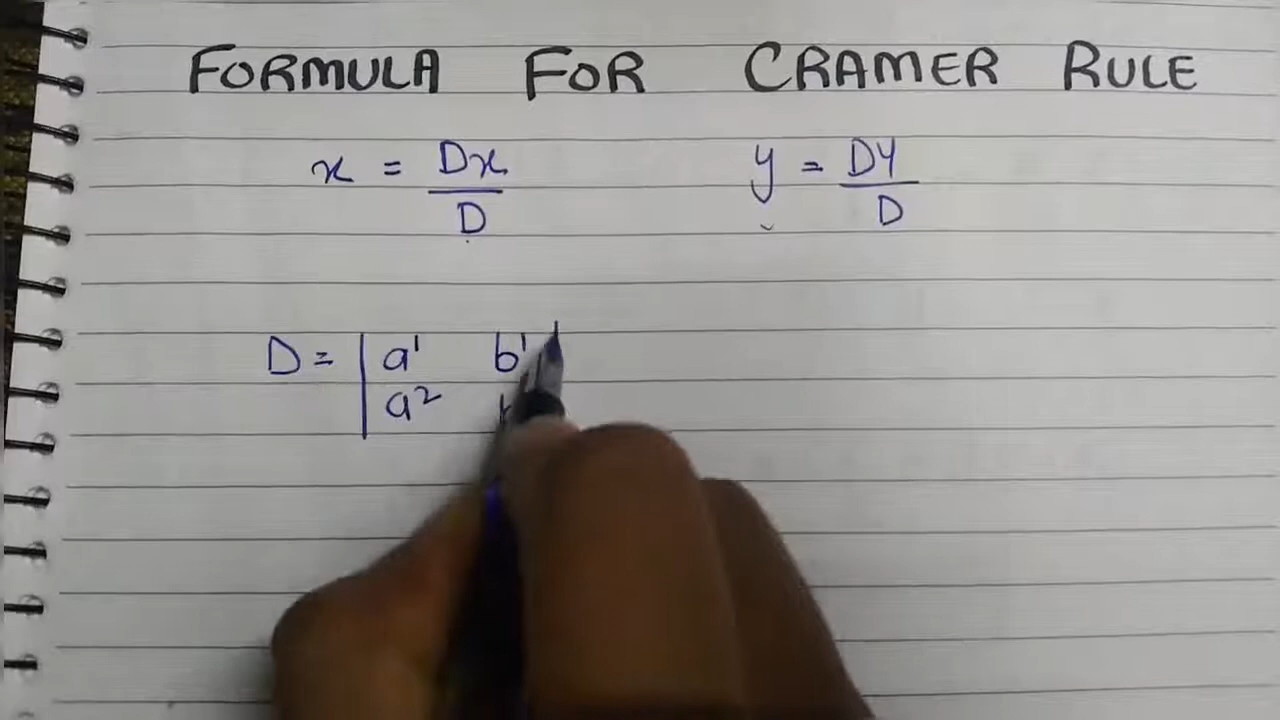 FORMULA FOR CRAMER RULE
x = Dx / D y = Dy / D
D = | a¹ b¹ |
| a²